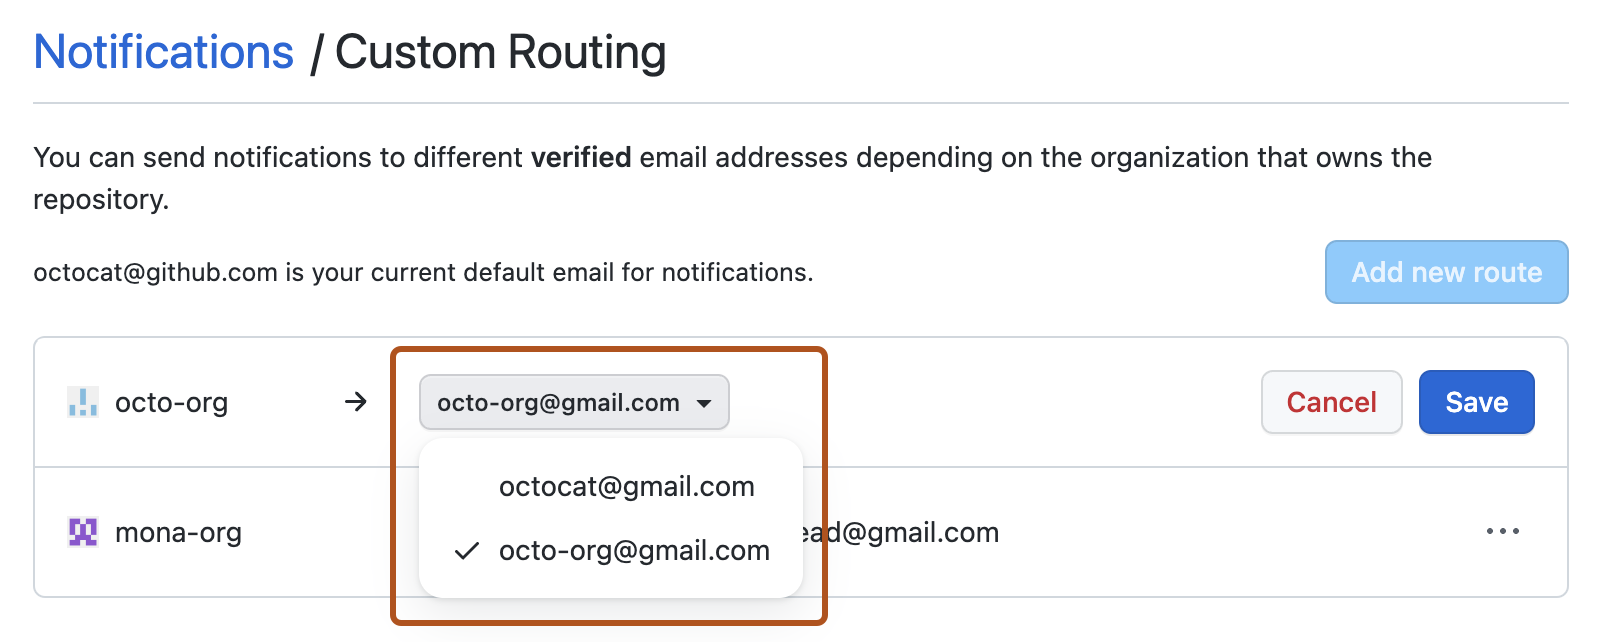 Notifications / Custom Routing
You can send notifications to different verified email addresses depending on the organization that owns the
repository.
octocat@github.com is your current default email for notifications.
Add new route
octo-org → octo-org@gmail.com
Cancel
Save
octocat@gmail.com
✓ octo-org@gmail.com
mona-org
ead@gmail.com